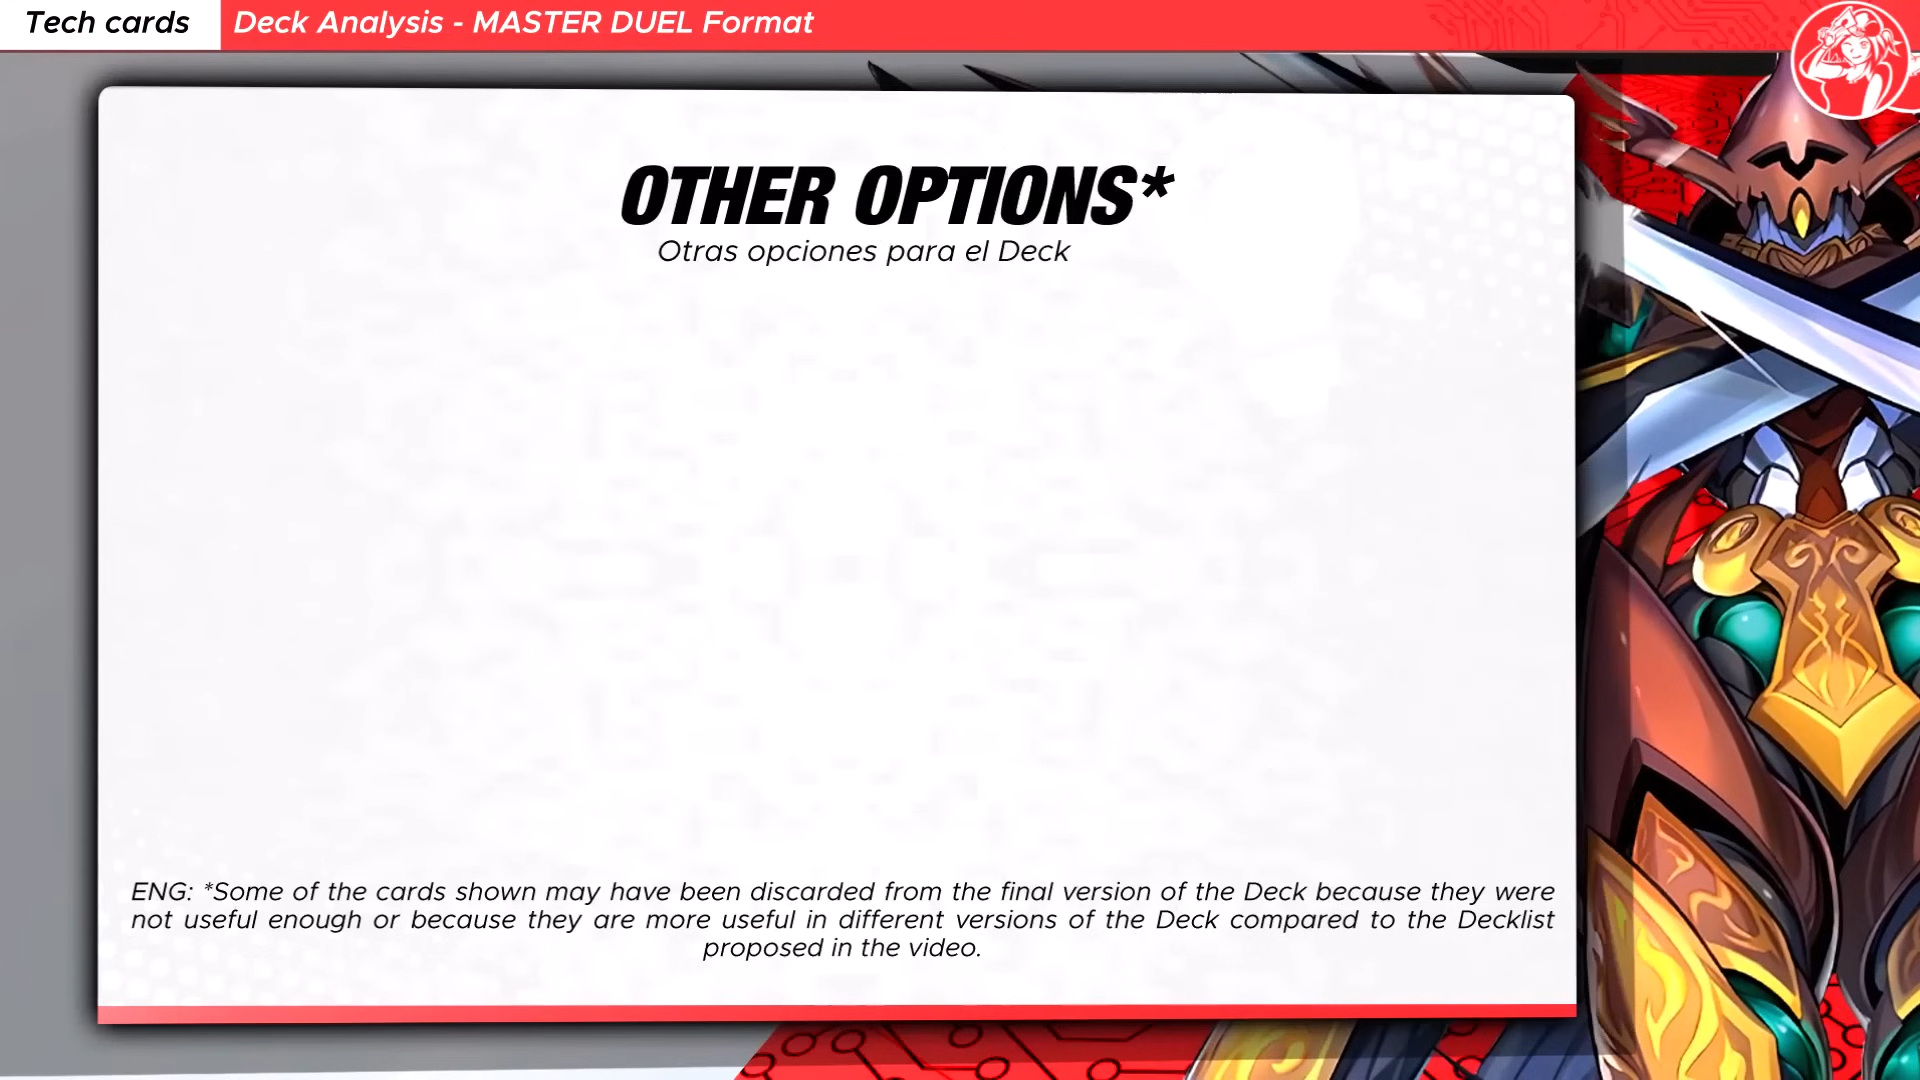 Tech cards
Deck Analysis - MASTER DUEL Format
OTHER OPTIONS*
Otras opciones para el Deck
ENG: *Some of the cards shown may have been discarded from the final version of the Deck because they were
not useful enough or because they are more useful in different versions of the Deck compared to the Decklist
proposed in the video.